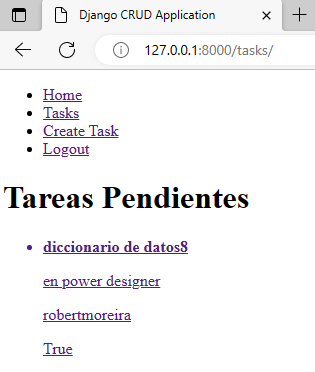 Django CRUD Application
127.0.0.1:8000/tasks/
Home
Tasks
Create Task
Logout
Tareas Pendientes
diccionario de datos8
en power designer
robertmoreira
True